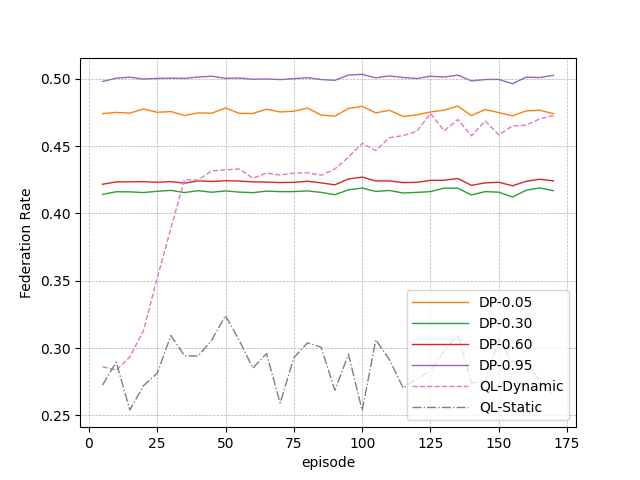 0.50
0.45
0.40
0.35
0.30
0.25
Federation Rate
0 25 50 75 100 125 150 175
episode
DP-0.05
DP-0.30
DP-0.60
DP-0.95
QL-Dynamic
QL-Static